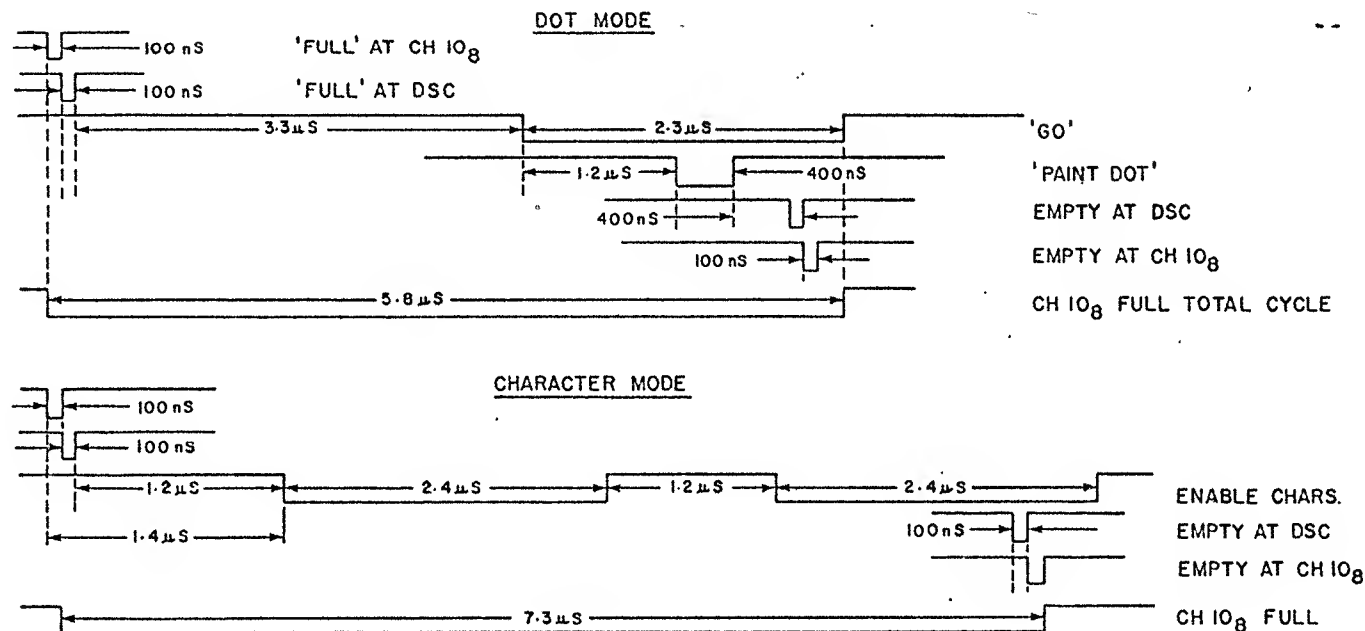 DOT MODE
100 nS 'FULL' AT CH 10₈
100 nS 'FULL' AT DSC
3.3µS 2.3µS 'GO'
1.2µS 400nS 'PAINT DOT'
400nS EMPTY AT DSC
100 nS EMPTY AT CH 10₈
5.8µS CH 10₈ FULL TOTAL CYCLE
CHARACTER MODE
100 nS
100 nS
1.2µS 2.4µS 1.2µS 2.4µS ENABLE CHARS.
1.4µS 100nS EMPTY AT DSC
EMPTY AT CH 10₈
7.3µS CH 10₈ FULL